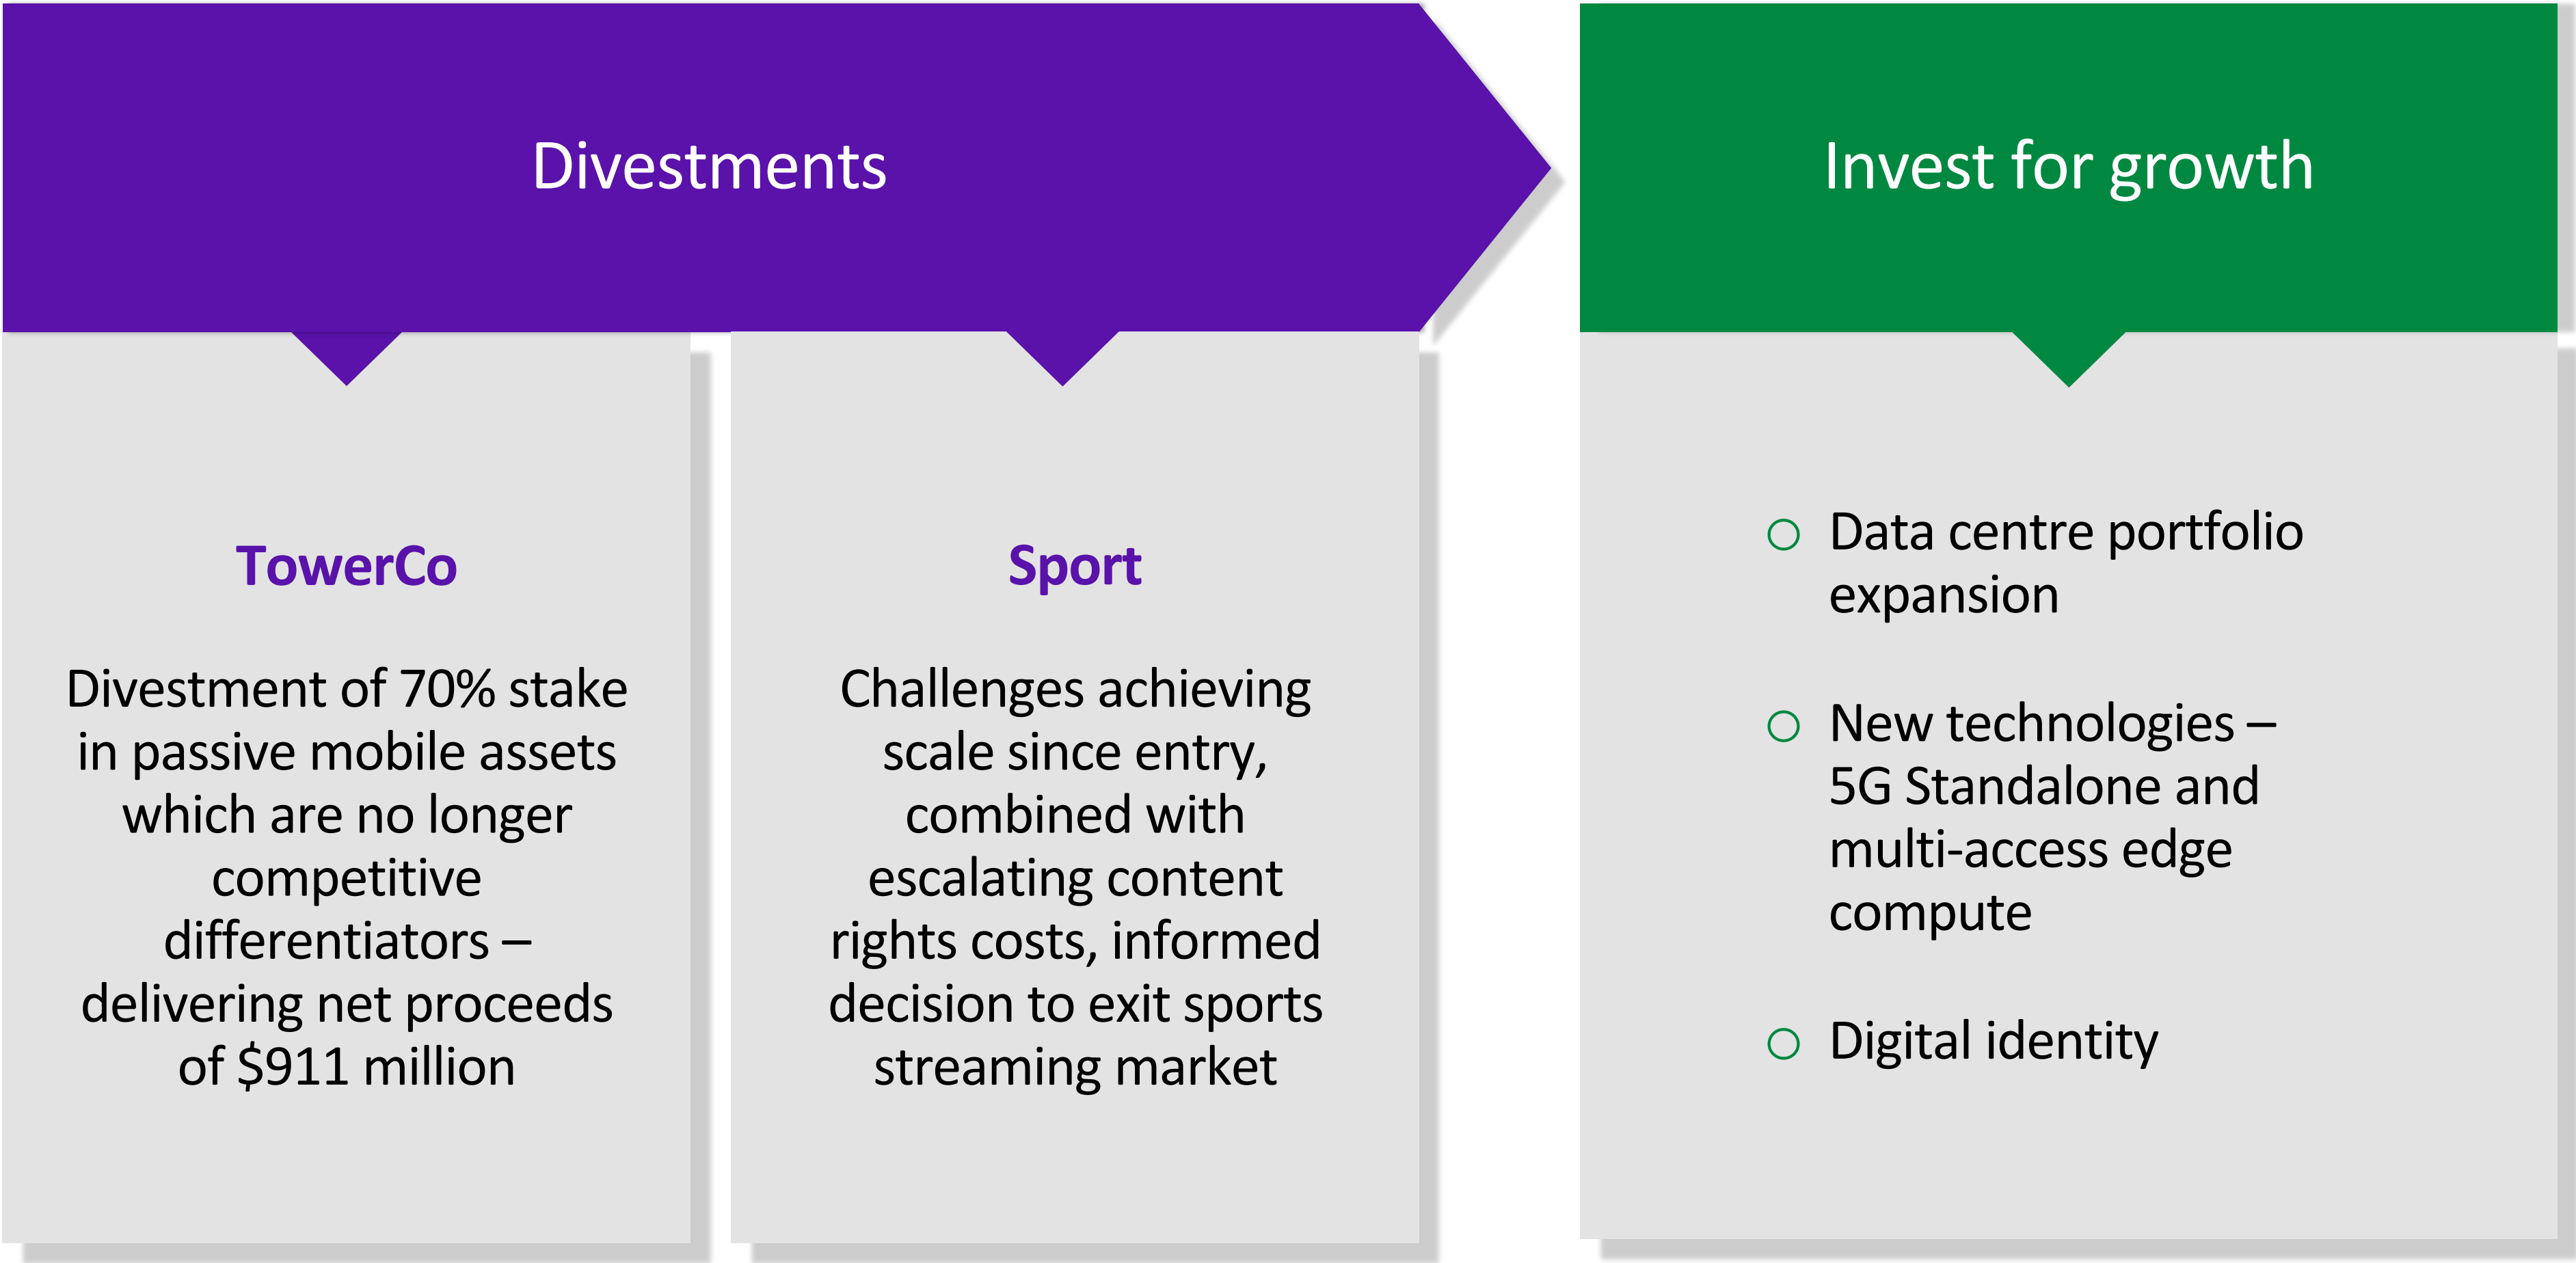 Divestments
Invest for growth
TowerCo
Divestment of 70% stake
in passive mobile assets
which are no longer
competitive
differentiators –
delivering net proceeds
of $911 million
Sport
Challenges achieving
scale since entry,
combined with
escalating content
rights costs, informed
decision to exit sports
streaming market
Data centre portfolio
expansion
New technologies –
5G Standalone and
multi-access edge
compute
Digital identity